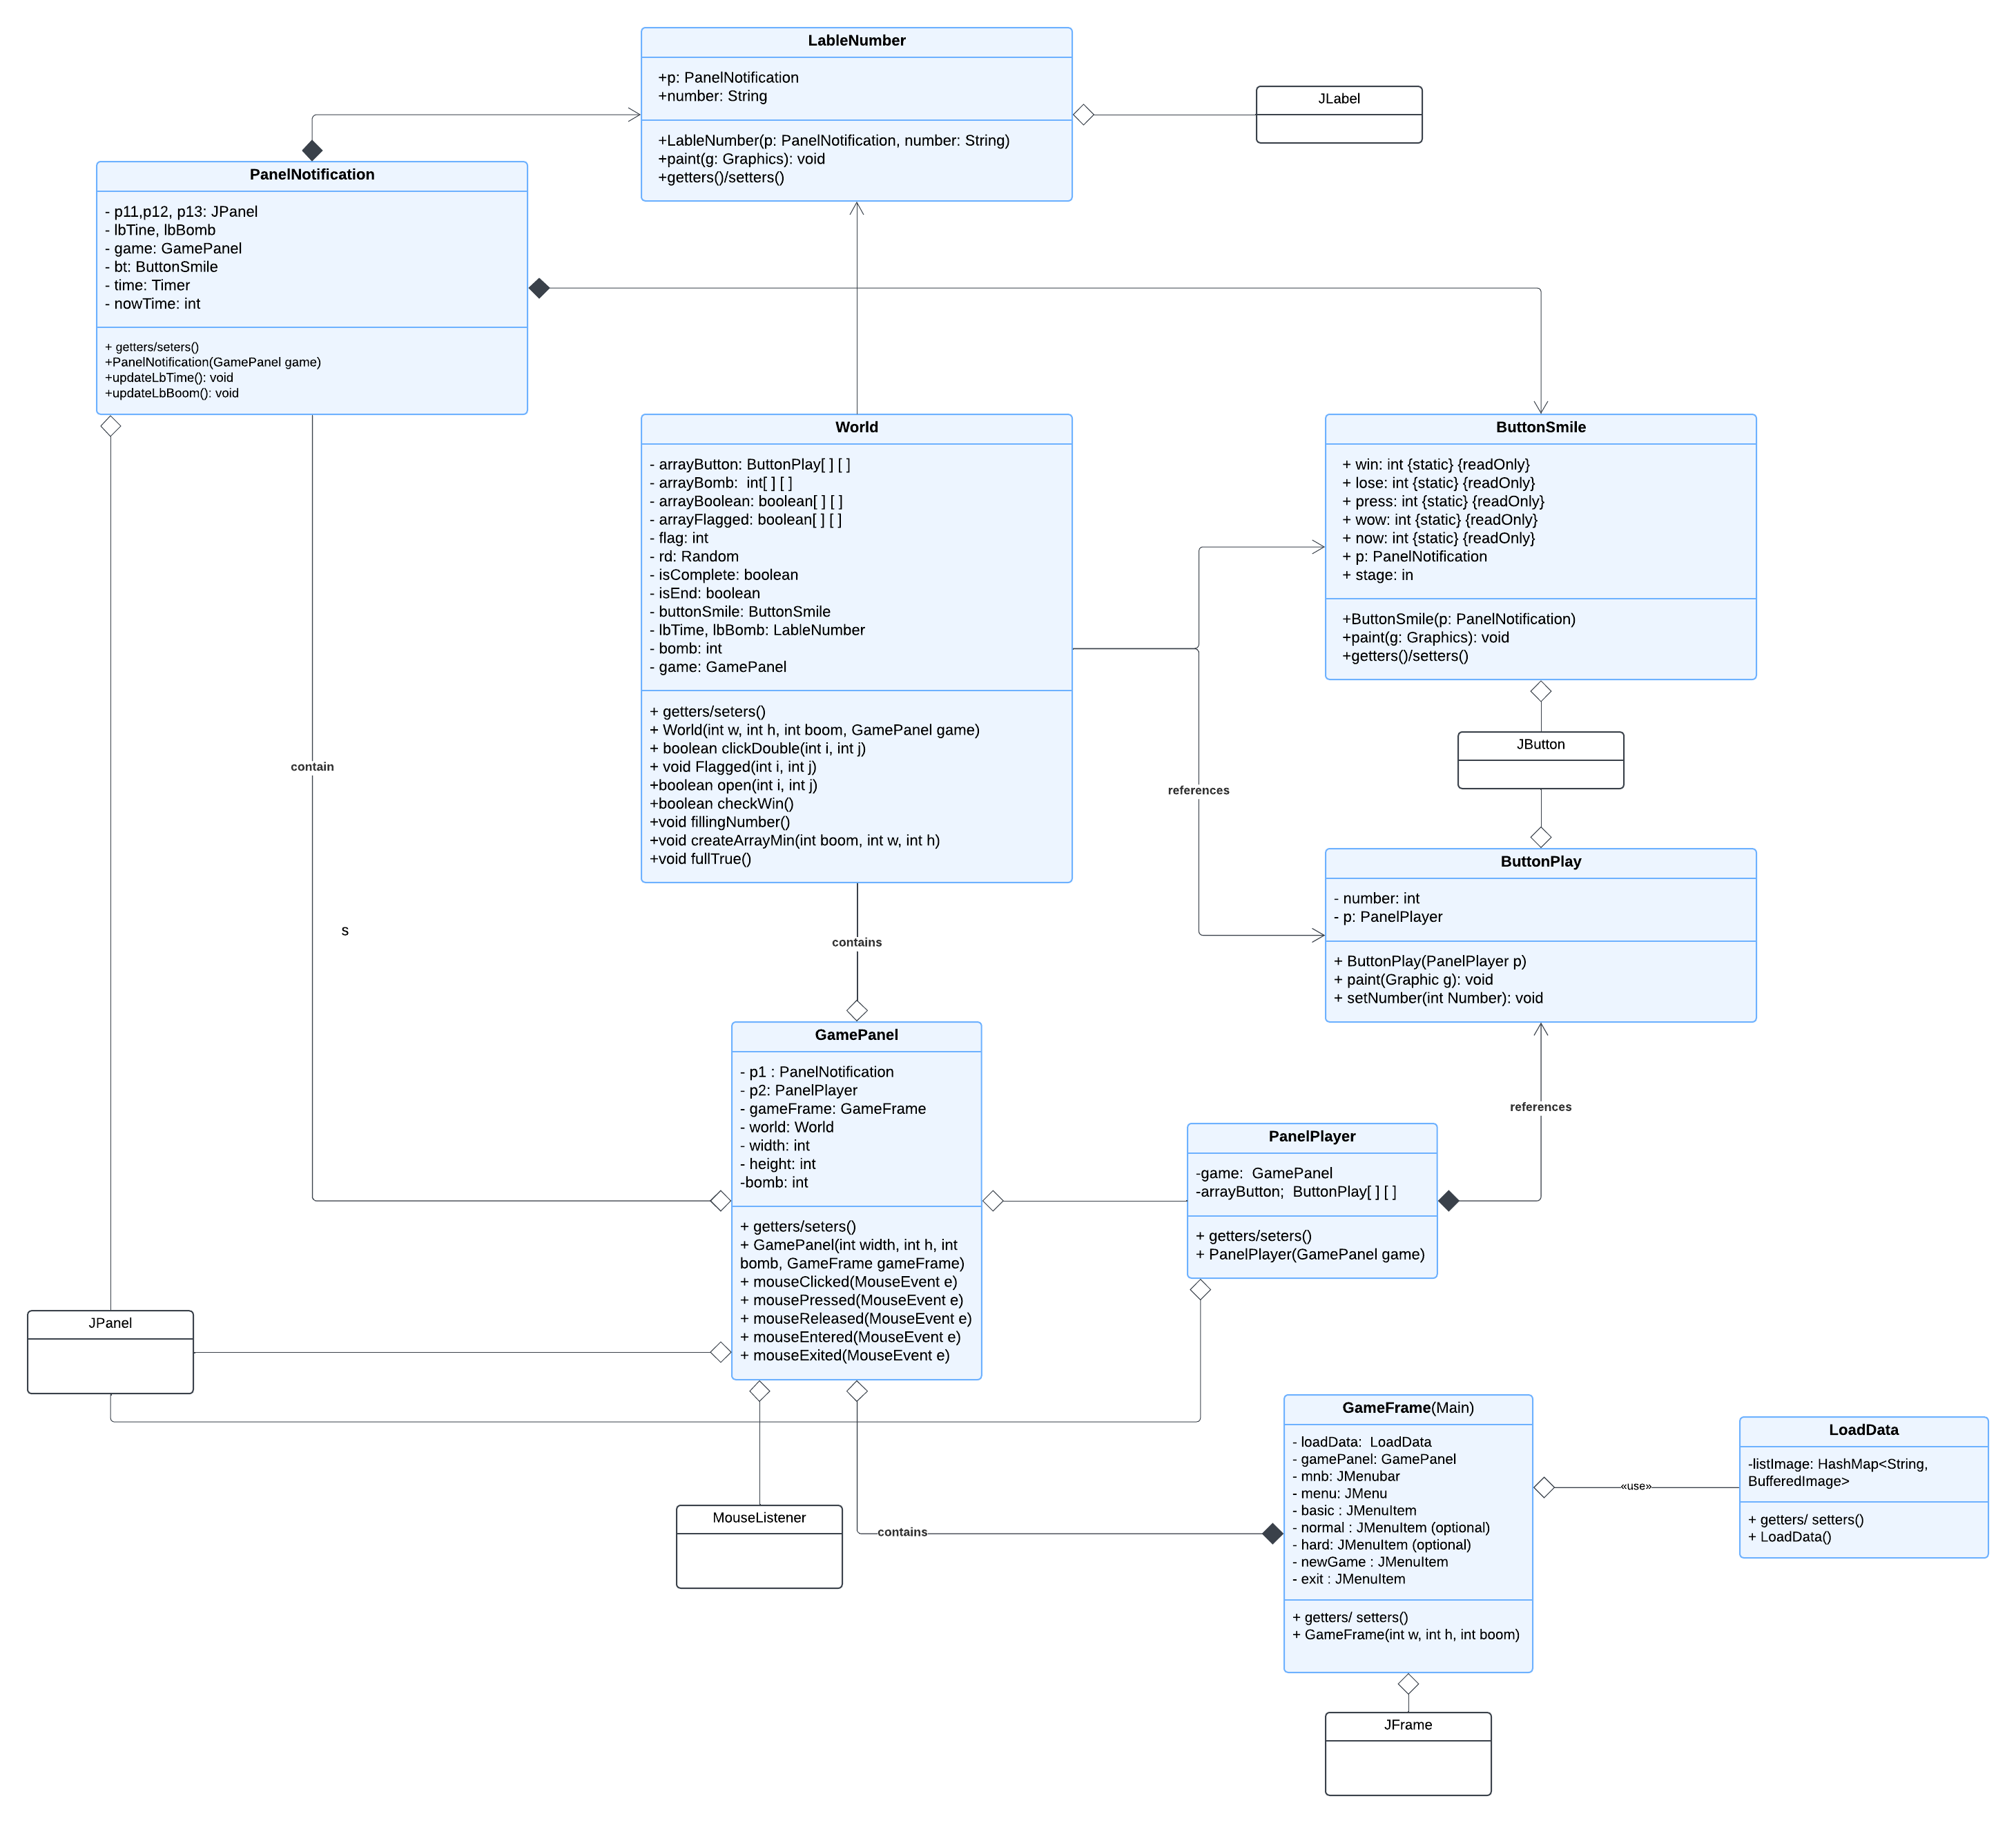 LableNumber
+p: PanelNotification
+number: String
+LableNumber(p: PanelNotification, number: String)
+paint(g: Graphics): void
+getters()/setters()
JLabel
PanelNotification
- p11,p12, p13: JPanel
- lbTine, lbBomb
- game: GamePanel
- bt: ButtonSmile
- time: Timer
- nowTime: int
+ getters/seters()
+PanelNotification(GamePanel game)
+updateLbTime(): void
+updateLbBoom(): void
World
- arrayButton: ButtonPlay[ ] [ ]
- arrayBomb:  int[ ] [ ]
- arrayBoolean: boolean[ ] [ ]
- arrayFlagged: boolean[ ] [ ]
- flag: int
- rd: Random
- isComplete: boolean
- isEnd: boolean
- buttonSmile: ButtonSmile
- lbTime, lbBomb: LableNumber
- bomb: int
- game: GamePanel
+ getters/seters()
+ World(int w, int h, int boom, GamePanel game)
+ boolean clickDouble(int i, int j)
+ void Flagged(int i, int j)
+boolean open(int i, int j)
+boolean checkWin()
+void fillingNumber()
+void createArrayMin(int boom, int w, int h)
+void fullTrue()
ButtonSmile
+ win: int {static} {readOnly}
+ lose: int {static} {readOnly}
+ press: int {static} {readOnly}
+ wow: int {static} {readOnly}
+ now: int {static} {readOnly}
+ p: PanelNotification
+ stage: in
+ButtonSmile(p: PanelNotification)
+paint(g: Graphics): void
+getters()/setters()
JButton
contain
references
ButtonPlay
- number: int
- p: PanelPlayer
+ ButtonPlay(PanelPlayer p)
+ paint(Graphic g): void
+ setNumber(int Number): void
s
contains
GamePanel
- p1 : PanelNotification
- p2: PanelPlayer
- gameFrame: GameFrame
- world: World
- width: int
- height: int
-bomb: int
+ getters/seters()
+ GamePanel(int width, int h, int
bomb, GameFrame gameFrame)
+ mouseClicked(MouseEvent e)
+ mousePressed(MouseEvent e)
+ mouseReleased(MouseEvent e)
+ mouseEntered(MouseEvent e)
+ mouseExited(MouseEvent e)
references
PanelPlayer
-game:  GamePanel
-arrayButton;  ButtonPlay[ ] [ ]
+ getters/seters()
+ PanelPlayer(GamePanel game)
JPanel
MouseListener
contains
GameFrame(Main)
- loadData:  LoadData
- gamePanel: GamePanel
- mnb: JMenubar
- menu: JMenu
- basic : JMenuItem
- normal : JMenuItem (optional)
- hard: JMenuItem (optional)
- newGame : JMenuItem
- exit : JMenuItem
+ getters/ setters()
+ GameFrame(int w, int h, int boom)
«use»
LoadData
-listImage: HashMap<String,
BufferedImage>
+ getters/ setters()
+ LoadData()
JFrame